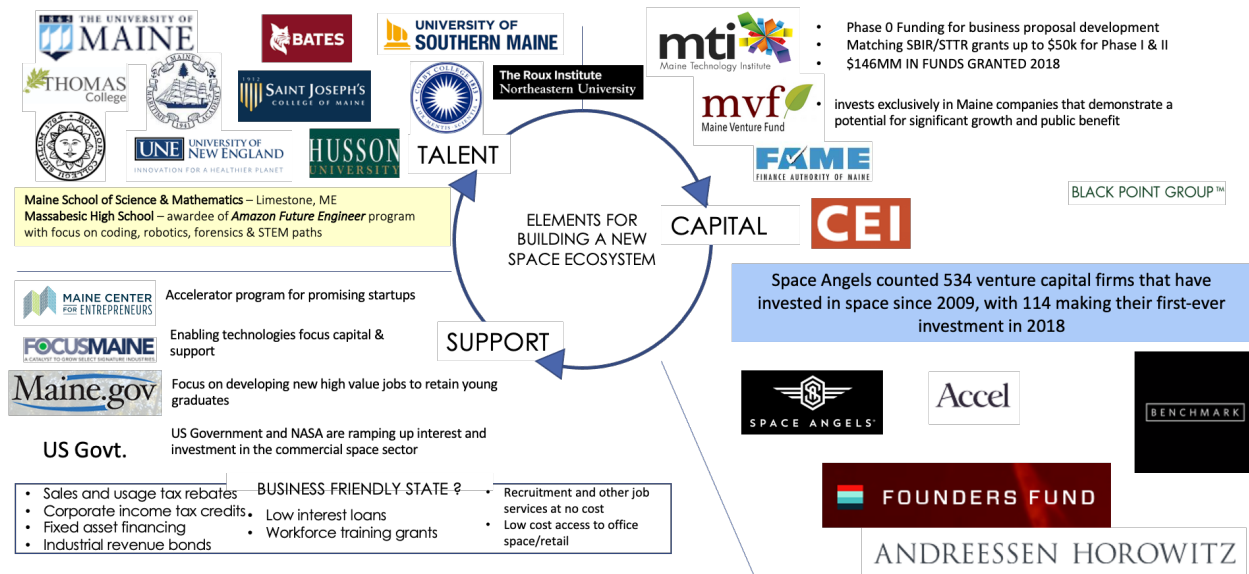 1865 THE UNIVERSITY OF
MAINE
BATES
UNIVERSITY OF
SOUTHERN MAINE
THOMAS
College
MAINE
MARITIME ACADEMY
1941
1912
SAINT JOSEPH'S
COLLEGE OF MAINE
COLBY COLLEGE 1813
The Roux Institute
Northeastern University
UNE UNIVERSITY OF
NEW ENGLAND
INNOVATION FOR A HEALTHIER PLANET
HUSSON
UNIVERSITY
TALENT
Maine School of Science & Mathematics – Limestone, ME
Massabesic High School – awardee of Amazon Future Engineer program
with focus on coding, robotics, forensics & STEM paths
mti
Maine Technology Institute
• Phase 0 Funding for business proposal development
• Matching SBIR/STTR grants up to $50k for Phase I & II
• $146MM IN FUNDS GRANTED 2018
mvf
Maine Venture Fund
• invests exclusively in Maine companies that demonstrate a
potential for significant growth and public benefit
FAME
FINANCE AUTHORITY OF MAINE
BLACK POINT GROUP™
CAPITAL
CEI
ELEMENTS FOR
BUILDING A NEW
SPACE ECOSYSTEM
Space Angels counted 534 venture capital firms that have
invested in space since 2009, with 114 making their first-ever
investment in 2018
SPACE ANGELS
Accel
BENCHMARK
FOUNDERS FUND
ANDREESSEN HOROWITZ
SUPPORT
MAINE CENTER
FOR ENTREPRENEURS
Accelerator program for promising startups
FOCUSMAINE
A CATALYST TO GROW SELECT SIGNATURE INDUSTRIES
Enabling technologies focus capital &
support
Maine.gov
Focus on developing new high value jobs to retain young
graduates
US Govt.
US Government and NASA are ramping up interest and
investment in the commercial space sector
BUSINESS FRIENDLY STATE ?
• Sales and usage tax rebates
• Corporate income tax credits
• Fixed asset financing
• Industrial revenue bonds
• Low interest loans
• Workforce training grants
• Recruitment and other job
services at no cost
• Low cost access to office
space/retail